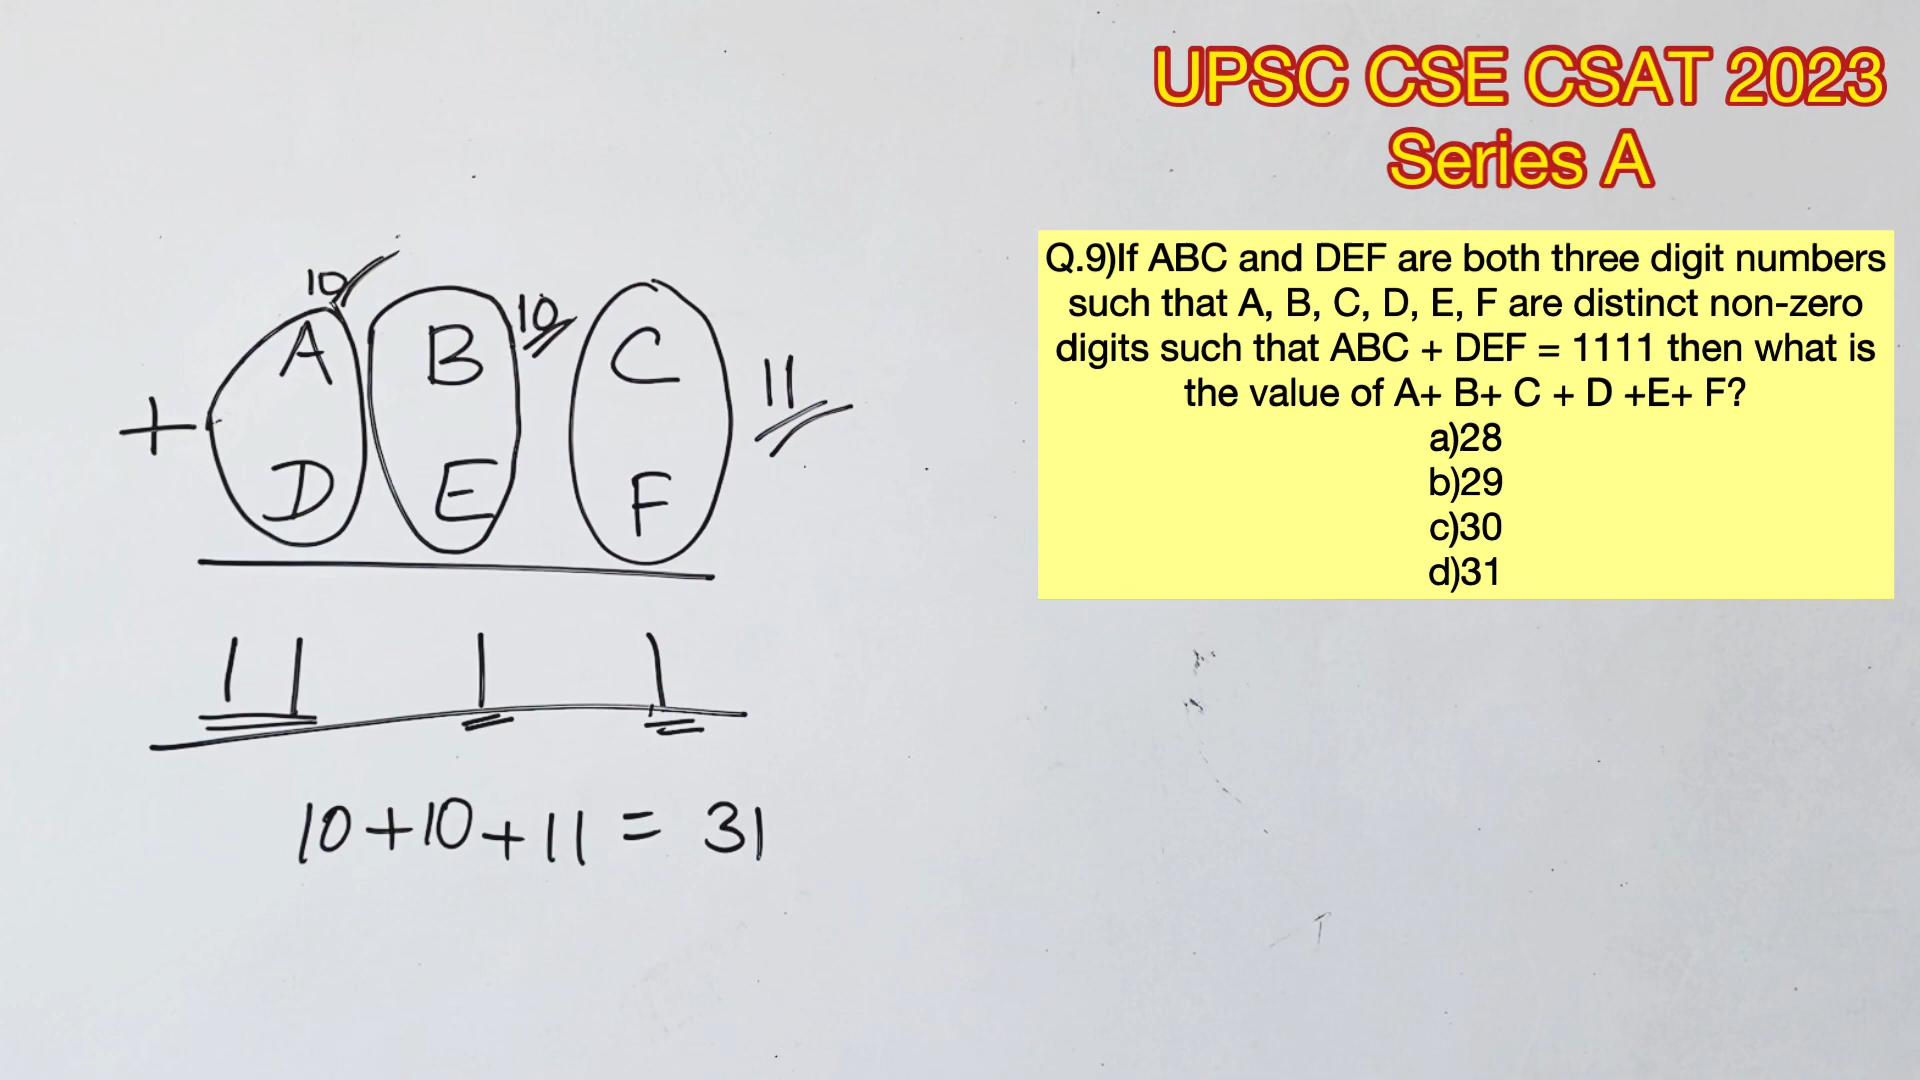 UPSC CSE CSAT 2023
Series A
Q.9)If ABC and DEF are both three digit numbers
such that A, B, C, D, E, F are distinct non-zero
digits such that ABC + DEF = 1111 then what is
the value of A+ B+ C + D +E+ F?
a)28
b)29
c)30
d)31
10 10
A B C 11
+ D E F
11 1 1
10+10+11 = 31